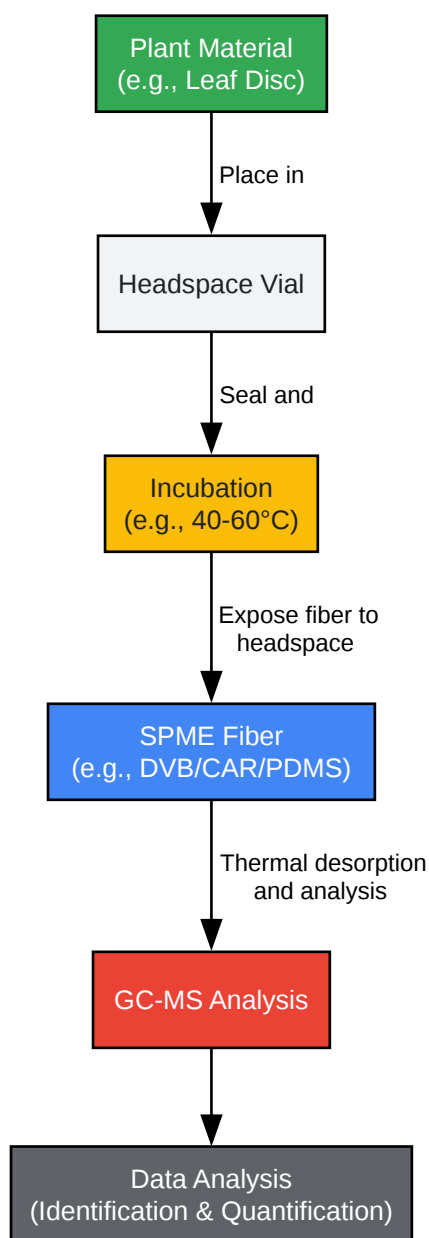 Plant Material
(e.g., Leaf Disc)
Place in
Headspace Vial
Seal and
Incubation
(e.g., 40-60°C)
Expose fiber to
headspace
SPME Fiber
(e.g., DVB/CAR/PDMS)
Thermal desorption
and analysis
GC-MS Analysis
Data Analysis
(Identification & Quantification)